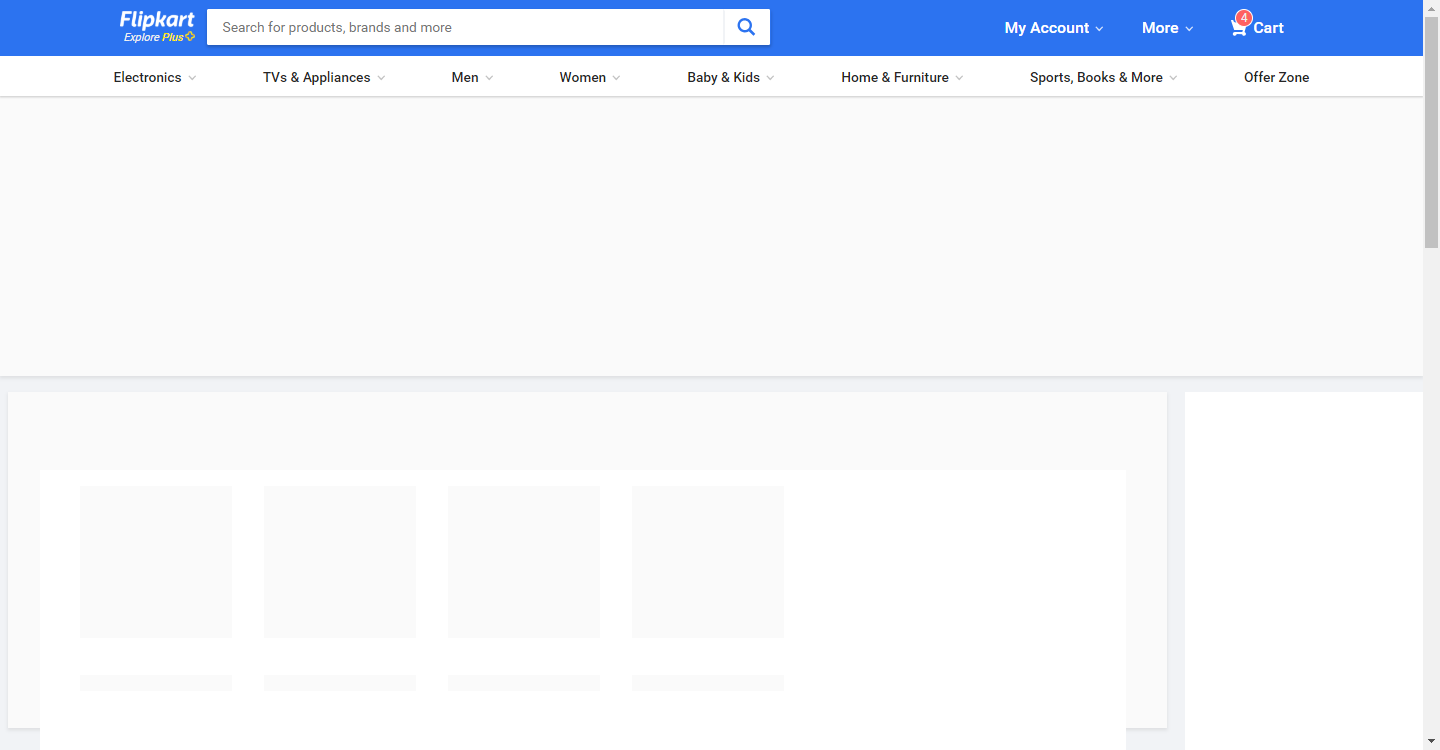 Flipkart
Explore Plus
Search for products, brands and more
My Account
More
4
Cart
Electronics
TVs & Appliances
Men
Women
Baby & Kids
Home & Furniture
Sports, Books & More
Offer Zone